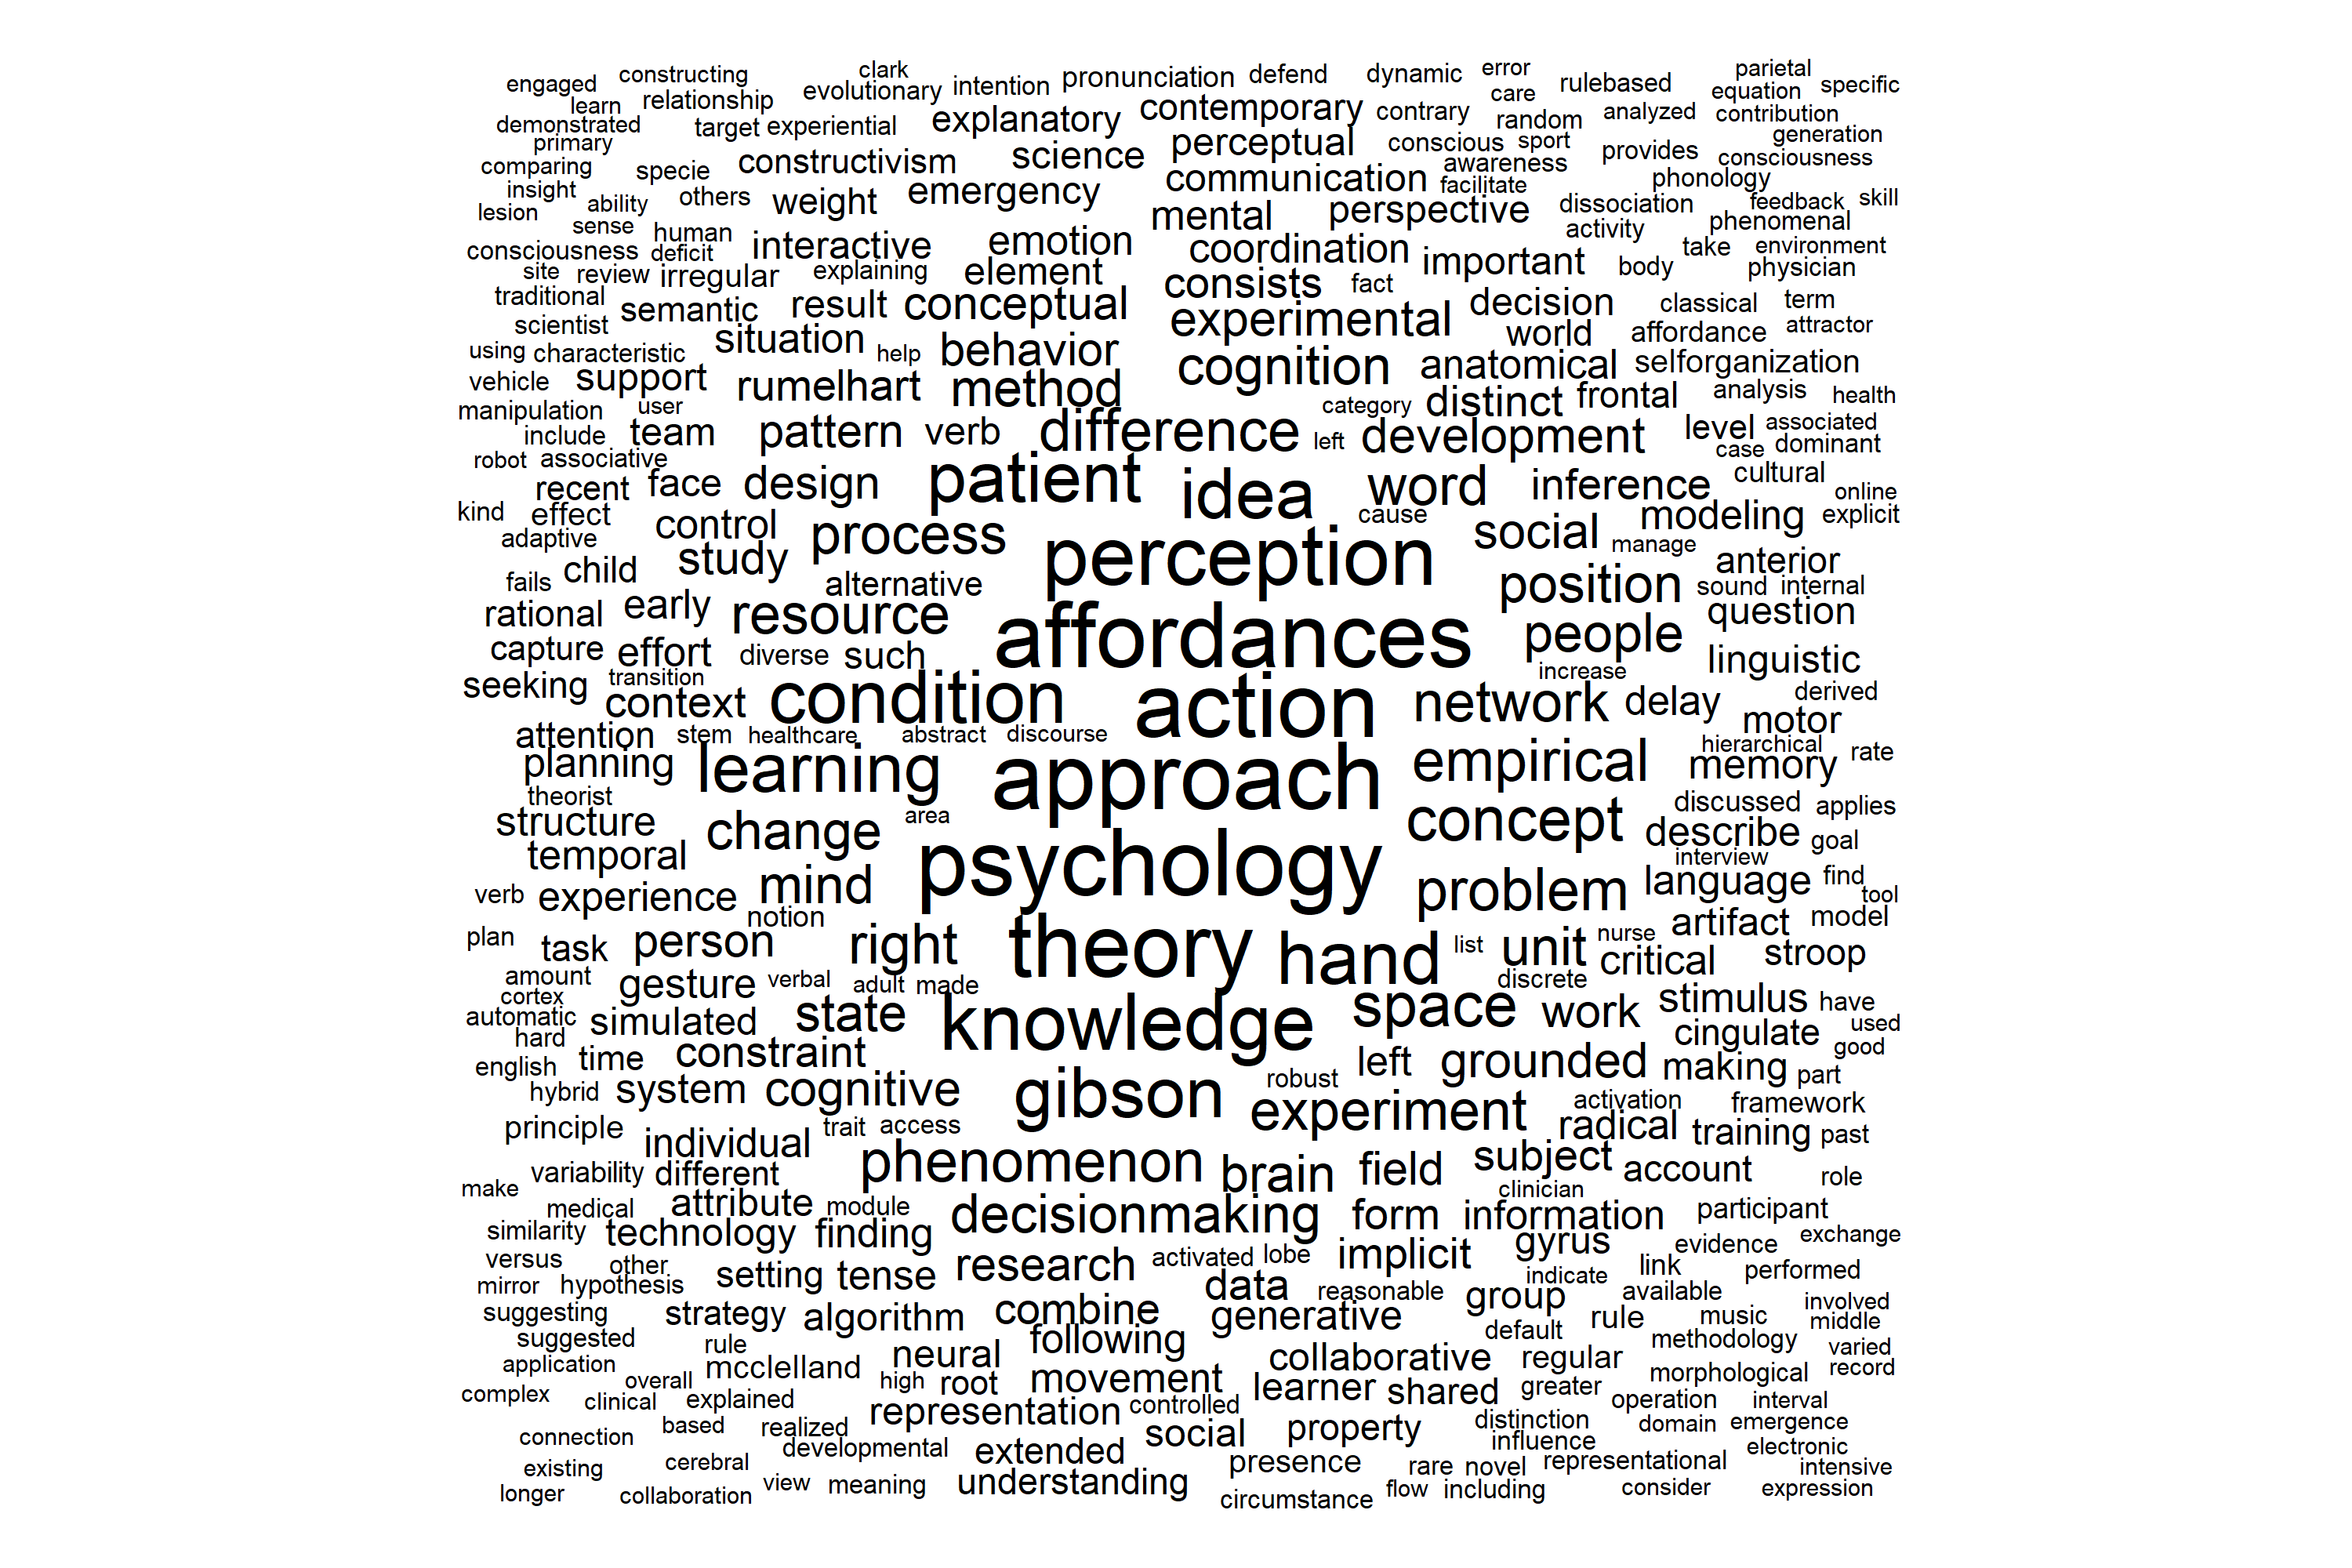 clark pronunciation defend dynamic error parietal
engaged constructing evolutionary intention rulebased equation specific
learn relationship explanatory contemporary contrary care analyzed contribution
demonstrated target experiential random generation
primary constructivism science perceptual conscious sport provides consciousness
comparing specie awareness phonology
insight others weight emergency communication facilitate feedback skill
lesion ability mental perspective dissociation phenomenal
sense human interactive emotion coordination activity take environment
consciousness deficit important body physician
site review irregular explaining element consists fact
traditional semantic result conceptual experimental decision classical term
scientist situation behavior world affordance attractor
using characteristic help cognition anatomical selforganization
vehicle support rumelhart method distinct frontal analysis health
manipulation user category
include team pattern verb difference left development level associated
robot associative case dominant
recent face design patient idea word inference cultural
online
kind effect control process cause social modeling explicit
adaptive study perception manage anterior
fails child alternative position sound internal
rational early resource affordances people question
capture effort diverse such linguistic
seeking transition increase
context condition action network delay derived
attention stem healthcare abstract discourse motor
planning learning approach empirical hierarchical memory rate
theorist discussed applies
structure change area concept describe goal
temporal interview
verb experience mind psychology problem language find tool
notion artifact model
plan task person right theory hand list unit nurse critical stroop
amount gesture verbal adult made discrete
cortex state knowledge space work stimulus have
automatic simulated cingulate used
hard time constraint left grounded making good
english part
hybrid system cognitive gibson robust experiment activation framework
principle individual trait access radical training past
variability different phenomenon brain field subject account role
make clinician
medical attribute module decisionmaking form information participant
similarity technology finding gyrus evidence exchange
versus other setting tense research activated lobe implicit link performed
mirror hypothesis data reasonable indicate available
suggesting strategy algorithm combine generative group rule music involved
suggested rule following default methodology middle
application mcclelland neural collaborative regular morphological varied
overall high root movement learner shared greater record
complex clinical explained representation controlled operation interval
connection based realized social property distinction domain emergence
developmental extended influence electronic
existing cerebral view meaning understanding presence rare novel representational intensive
longer collaboration circumstance flow including consider expression